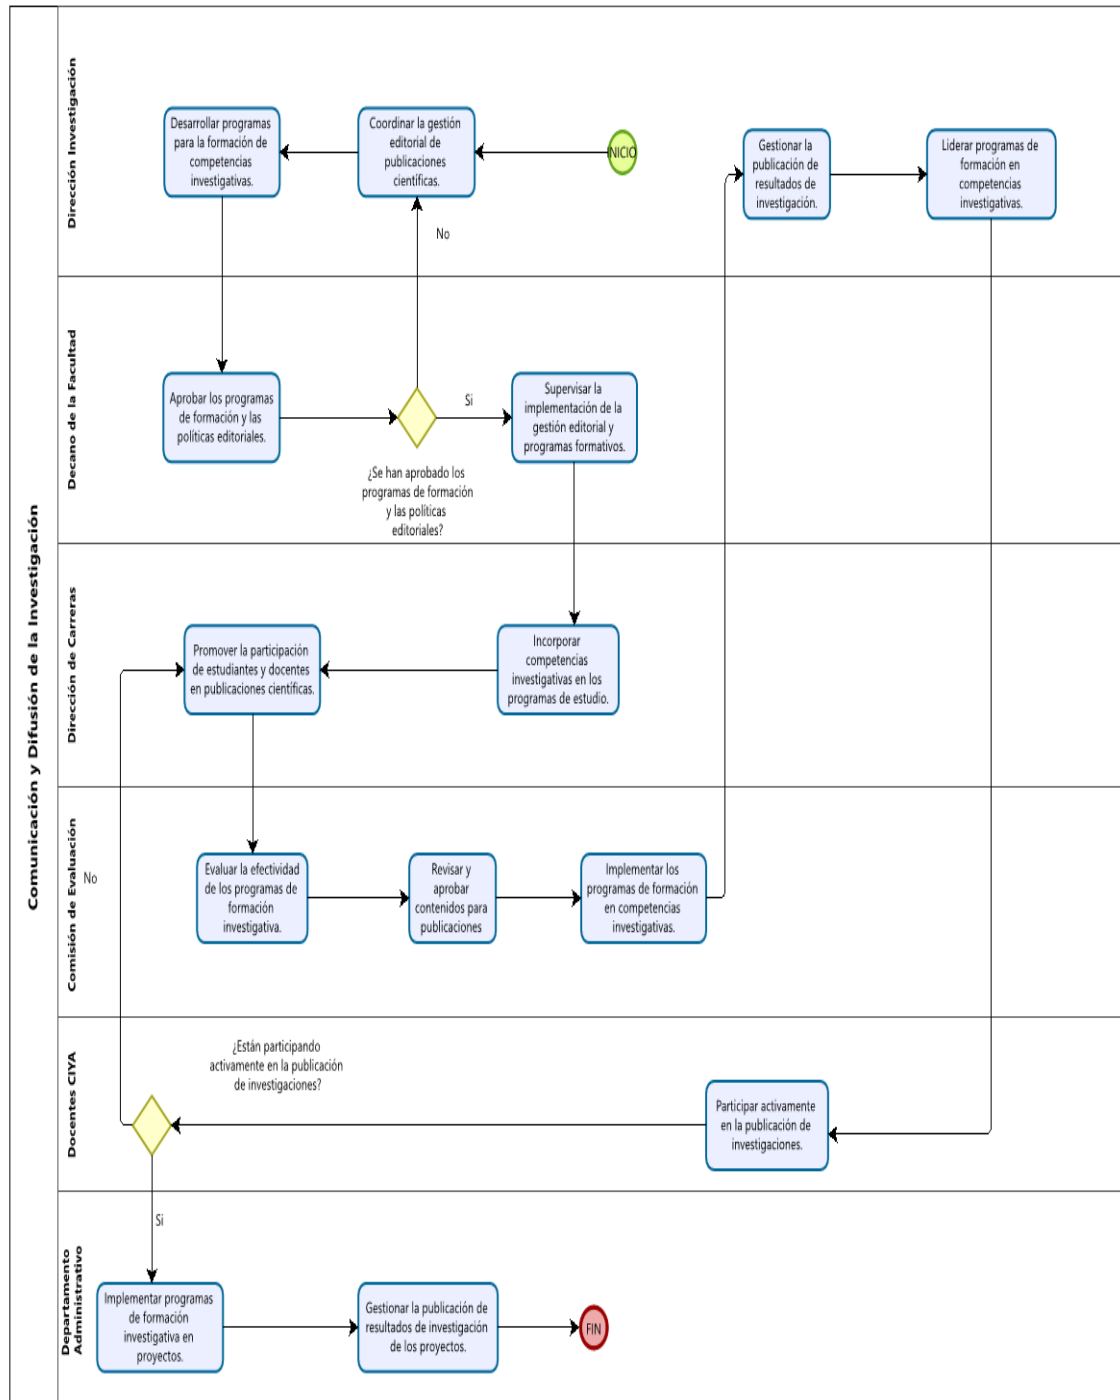 Comunicación y Difusión de la Investigación
Dirección Investigación
Desarrollar programas
para la formación de
competencias
investigativas.
Coordinar la gestión
editorial de
publicaciones
científicas.
INICIO
Gestionar la
publicación de
resultados de
investigación.
Liderar programas de
formación en
competencias
investigativas.
No
Decano de la Facultad
Aprobar los programas
de formación y las
políticas editoriales.
Si
Supervisar la
implementación de la
gestión editorial y
programas formativos.
¿Se han aprobado los
programas de formación
y las políticas
editoriales?
Dirección de Carreras
Promover la participación
de estudiantes y docentes
en publicaciones científicas.
Incorporar
competencias
investigativas en los
programas de estudio.
Comisión de Evaluación
No
Evaluar la efectividad
de los programas de
formación
investigativa.
Revisar y
aprobar
contenidos para
publicaciones
Implementar los
programas de formación
en competencias
investigativas.
Docentes CIYA
¿Están participando
activamente en la publicación
de investigaciones?
Participar activamente
en la publicación de
investigaciones.
Departamento
Administrativo
Si
Implementar programas
de formación
investigativa en
proyectos.
Gestionar la publicación de
resultados de investigación
de los proyectos.
FIN